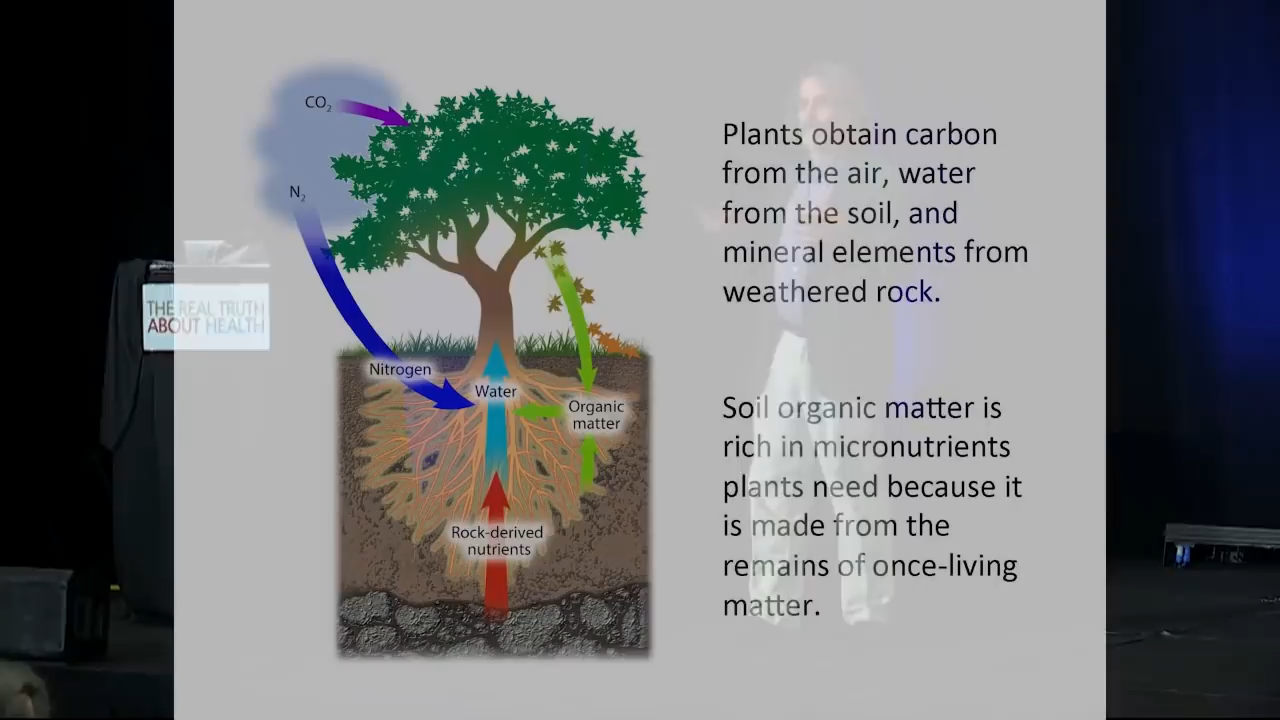 CO2
N2
Nitrogen
Water
Organic
matter
Rock-derived
nutrients
Plants obtain carbon
from the air, water
from the soil, and
mineral elements from
weathered rock.
Soil organic matter is
rich in micronutrients
plants need because it
is made from the
remains of once-living
matter.
THE REAL TRUTH
ABOUT HEALTH